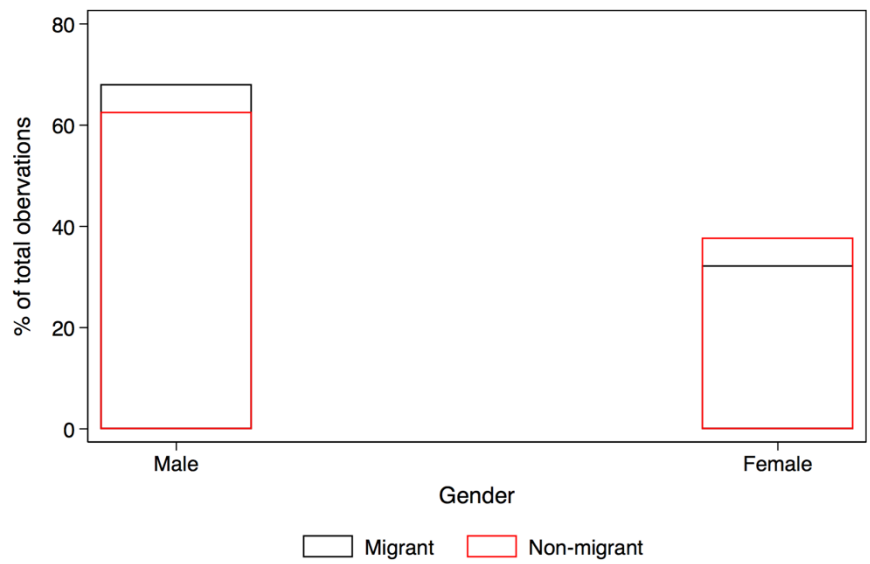 80
60
40
20
0
% of total obervations
Male
Female
Gender
Migrant
Non-migrant